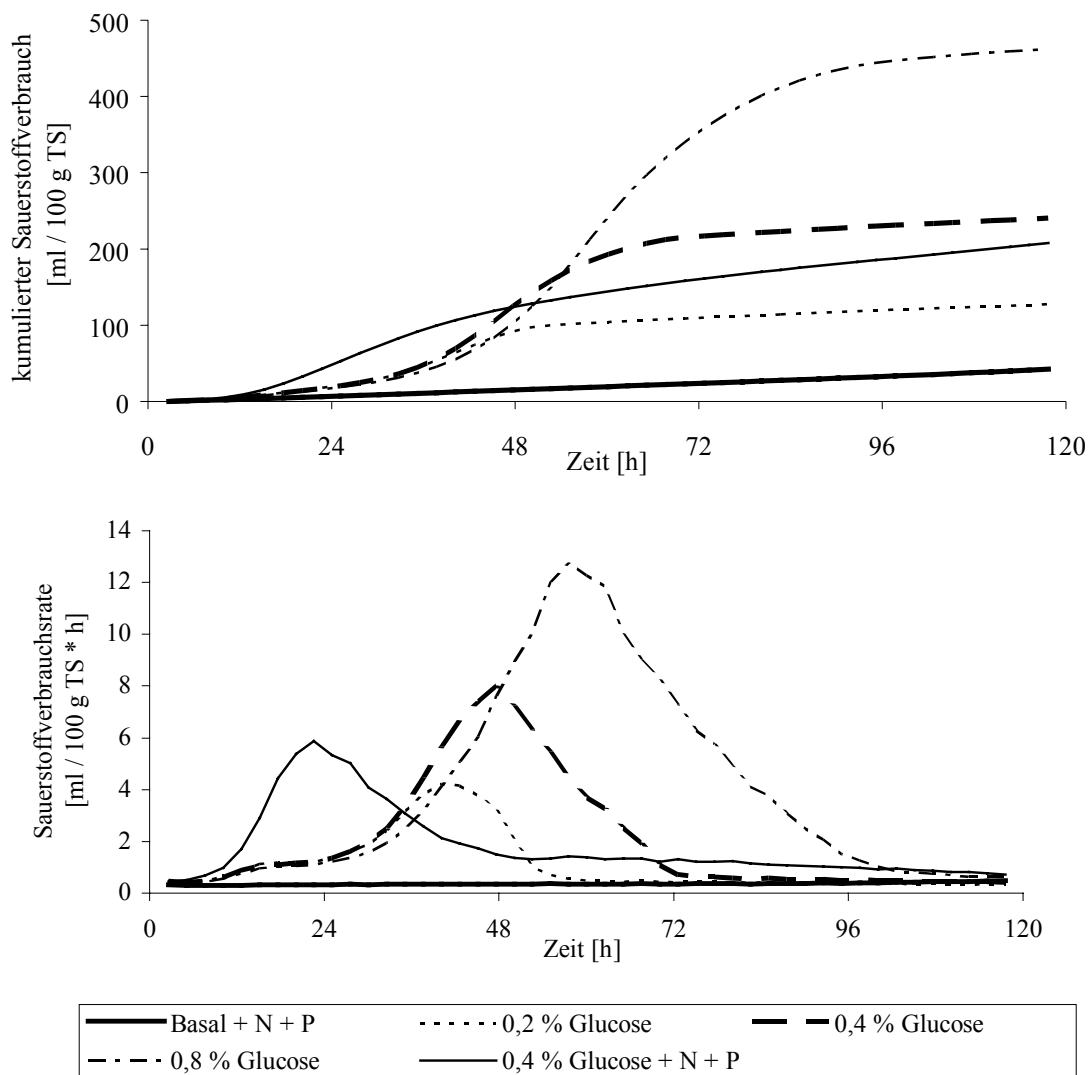 kumulierter Sauerstoffverbrauch
[ml / 100 g TS]
500
400
300
200
100
0
0 24 48 72 96 120
Zeit [h]
Sauerstoffverbrauchsrate
[ml / 100 g TS * h]
14
12
10
8
6
4
2
0
0 24 48 72 96 120
Zeit [h]
Basal + N + P 0,2 % Glucose 0,4 % Glucose
0,8 % Glucose 0,4 % Glucose + N + P